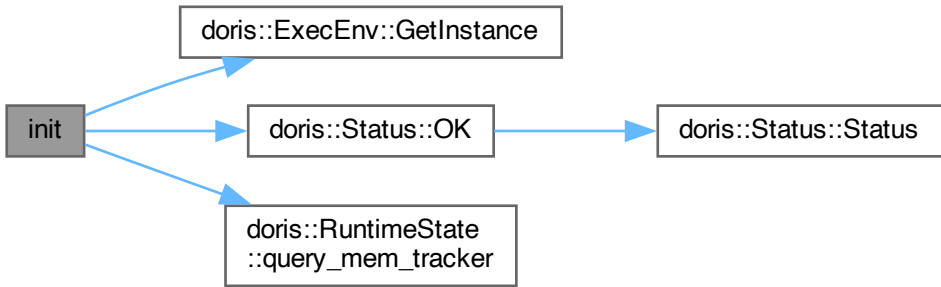 doris::ExecEnv::GetInstance
init
doris::Status::OK
doris::Status::Status
doris::RuntimeState
::query_mem_tracker